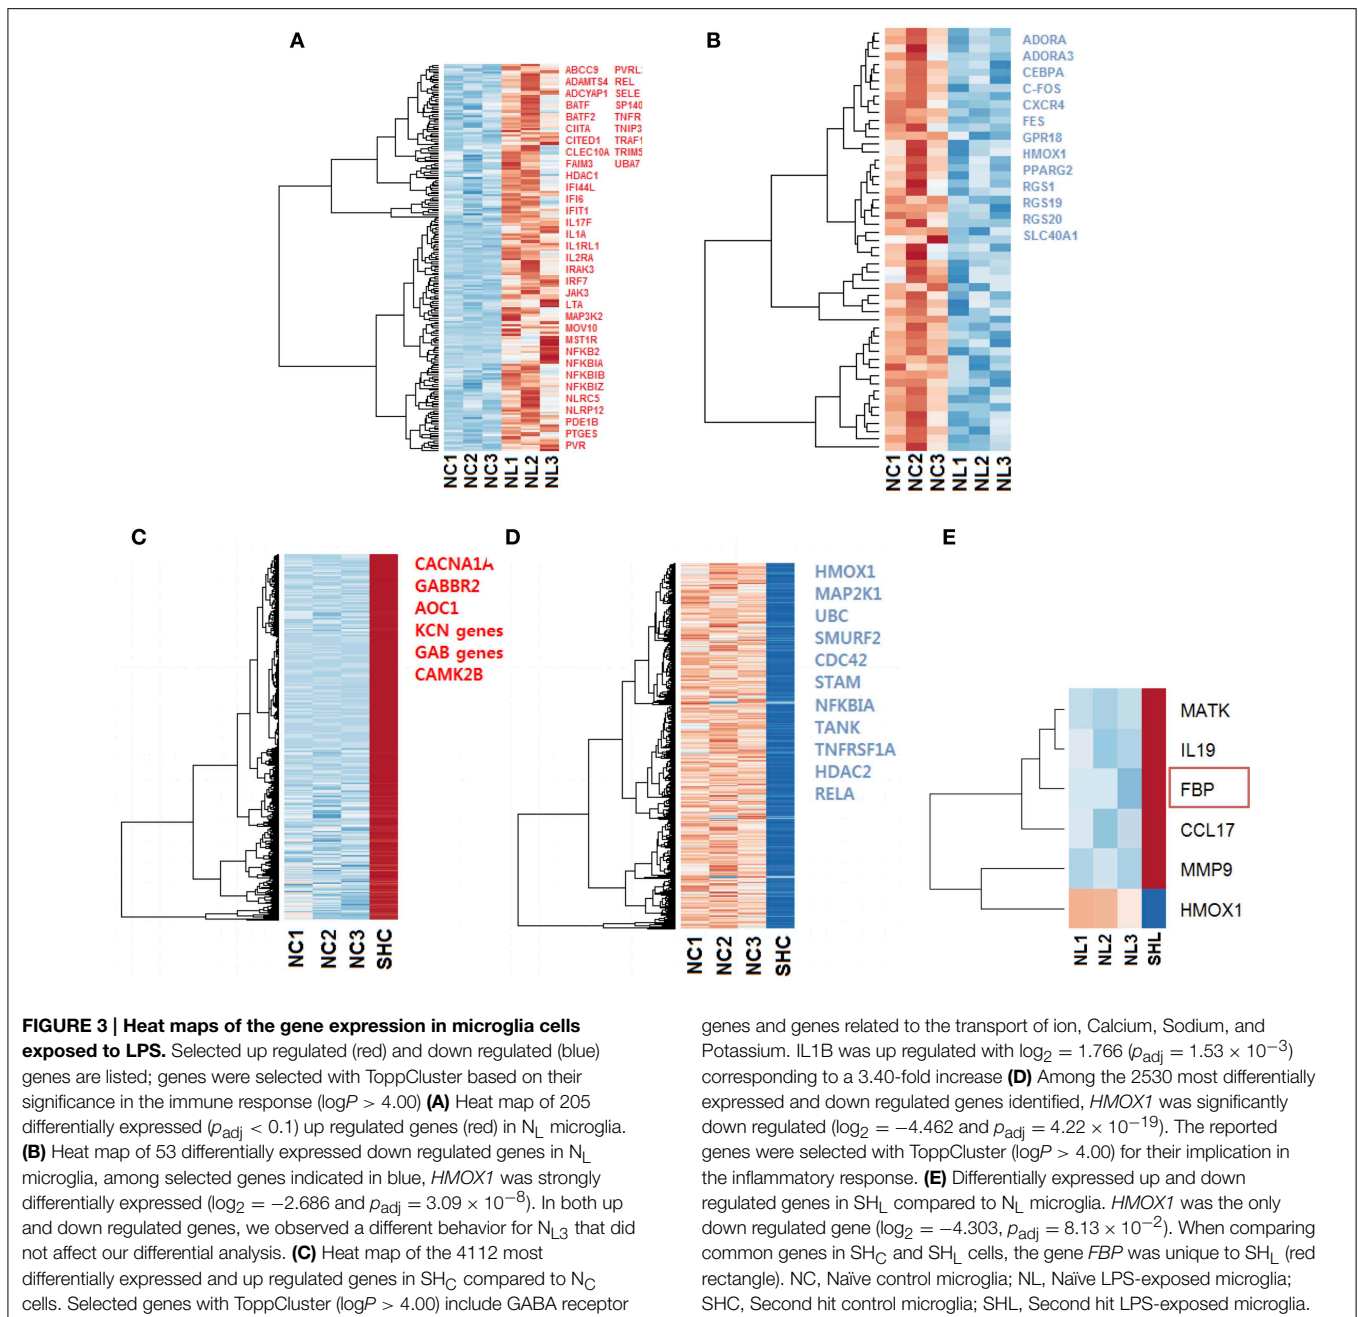 A
ABCC9 PVRL
ADAMTS4 REL
ADCYAP1 SELE
BATF SP140
BATF2 TNFR
CIITA TNIP3
CITED1 TRAF1
CLEC10A TRIM5
FAIM3 UBA7
HDAC1
IFI44L
IFI6
IFIT1
IL17F
IL1A
IL1RL1
IL2RA
IRAK3
IRF7
JAK3
LTA
MAP3K2
MOV10
MST1R
NFKB2
NFKBIA
NFKBIB
NFKBIZ
NLRC5
NLRP12
PDE1B
PTGES
PVR
NC1 NC2 NC3 NL1 NL2 NL3
B
ADORA
ADORA3
CEBPA
C-FOS
CXCR4
FES
GPR18
HMOX1
PPARG2
RGS1
RGS19
RGS20
SLC40A1
NC1 NC2 NC3 NL1 NL2 NL3
C
CACNA1A
GABBR2
AOC1
KCN genes
GAB genes
CAMK2B
NC1 NC2 NC3 SHC
D
HMOX1
MAP2K1
UBC
SMURF2
CDC42
STAM
NFKBIA
TANK
TNFRSF1A
HDAC2
RELA
NC1 NC2 NC3 SHC
E
MATK
IL19
FBP
CCL17
MMP9
HMOX1
NL1 NL2 NL3 SHL
FIGURE 3 | Heat maps of the gene expression in microglia cells
exposed to LPS. Selected up regulated (red) and down regulated (blue)
genes are listed; genes were selected with ToppCluster based on their
significance in the immune response (logP > 4.00) (A) Heat map of 205
differentially expressed (padj < 0.1) up regulated genes (red) in NL microglia.
(B) Heat map of 53 differentially expressed down regulated genes in NL
microglia, among selected genes indicated in blue, HMOX1 was strongly
differentially expressed (log2 = −2.686 and padj = 3.09 × 10−8). In both up
and down regulated genes, we observed a different behavior for NL3 that did
not affect our differential analysis. (C) Heat map of the 4112 most
differentially expressed and up regulated genes in SHC compared to NC
cells. Selected genes with ToppCluster (logP > 4.00) include GABA receptor
genes and genes related to the transport of ion, Calcium, Sodium, and
Potassium. IL1B was up regulated with log2 = 1.766 (padj = 1.53 × 10−3)
corresponding to a 3.40-fold increase (D) Among the 2530 most differentially
expressed and down regulated genes identified, HMOX1 was significantly
down regulated (log2 = −4.462 and padj = 4.22 × 10−19). The reported
genes were selected with ToppCluster (logP > 4.00) for their implication in
the inflammatory response. (E) Differentially expressed up and down
regulated genes in SHL compared to NL microglia. HMOX1 was the only
down regulated gene (log2 = −4.303, padj = 8.13 × 10−2). When comparing
common genes in SHC and SHL cells, the gene FBP was unique to SHL (red
rectangle). NC, Naïve control microglia; NL, Naïve LPS-exposed microglia;
SHC, Second hit control microglia; SHL, Second hit LPS-exposed microglia.